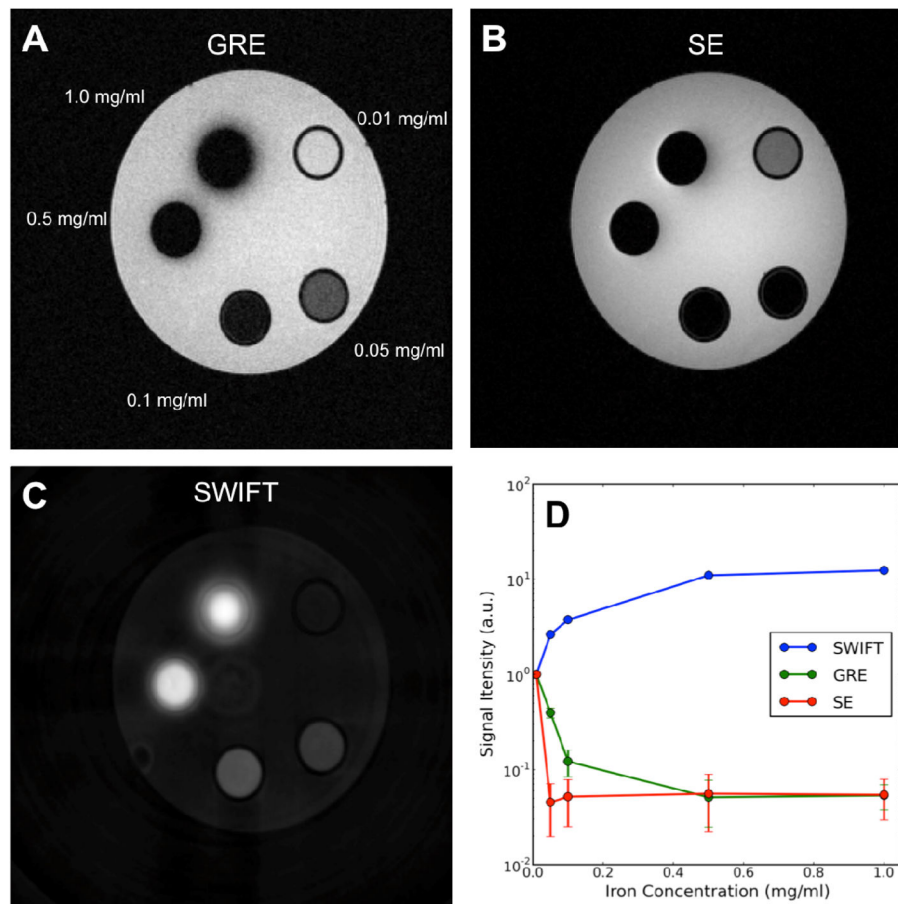 A
GRE
1.0 mg/ml
0.01 mg/ml
0.5 mg/ml
0.05 mg/ml
0.1 mg/ml
B
SE
C
SWIFT
D
10²
10¹
10⁰
10⁻¹
10⁻²
Signal Itensity (a.u.)
SWIFT
GRE
SE
0.0 0.2 0.4 0.6 0.8 1.0
Iron Concentration (mg/ml)